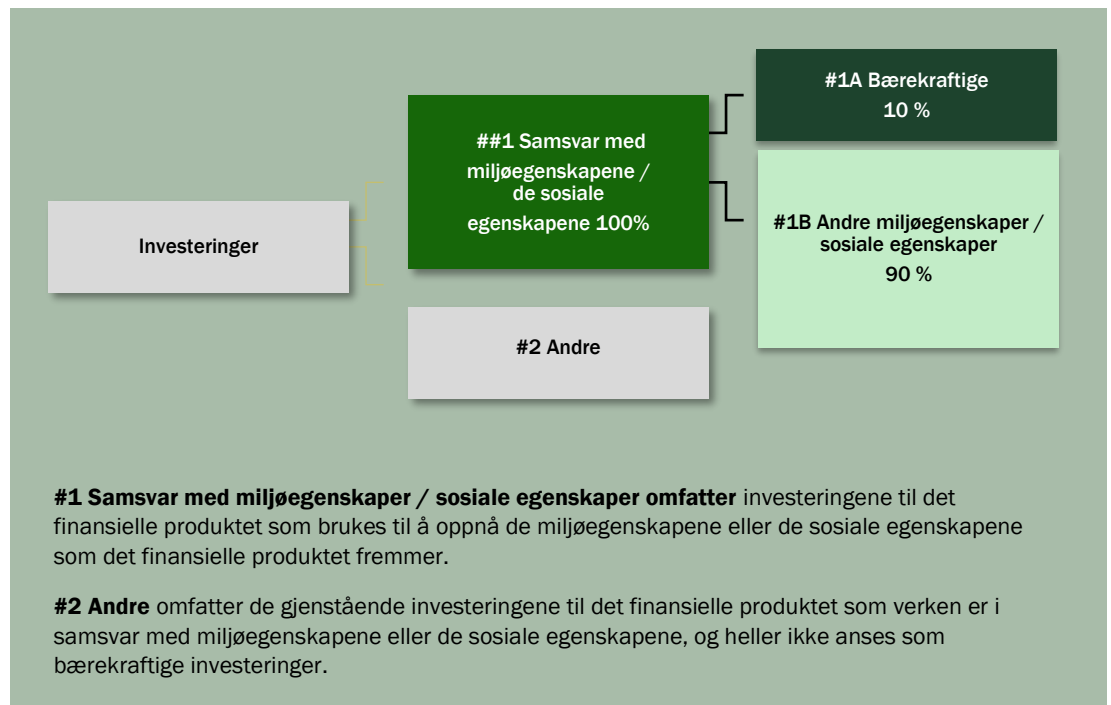 Investeringer
##1 Samsvar med
miljøegenskapene /
de sosiale
egenskapene 100%
#2 Andre
#1A Bærekraftige
10 %
#1B Andre miljøegenskaper /
sosiale egenskaper
90 %
#1 Samsvar med miljøegenskaper / sosiale egenskaper omfatter investeringene til det
finansielle produktet som brukes til å oppnå de miljøegenskapene eller de sosiale egenskapene
som det finansielle produktet fremmer.
#2 Andre omfatter de gjenstående investeringene til det finansielle produktet som verken er i
samsvar med miljøegenskapene eller de sosiale egenskapene, og heller ikke anses som
bærekraftige investeringer.